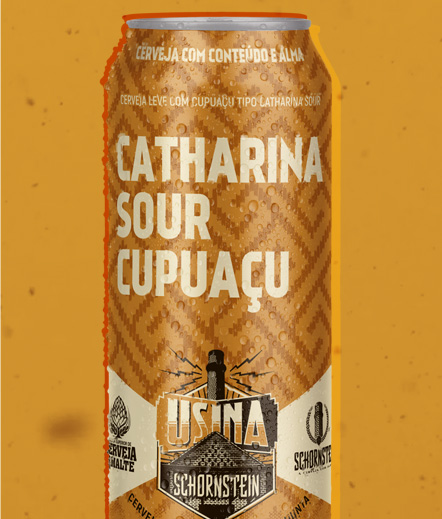 CERVEJA COM CONTEÚDO E ALMA
CERVEJA LEVE COM CUPUAÇU TIPO CATHARINA SOUR
CATHARINA
SOUR
CUPUAÇU
USINA
SCHORNSTEIN
CERVEJA
MALTE
SCHORNSTEIN